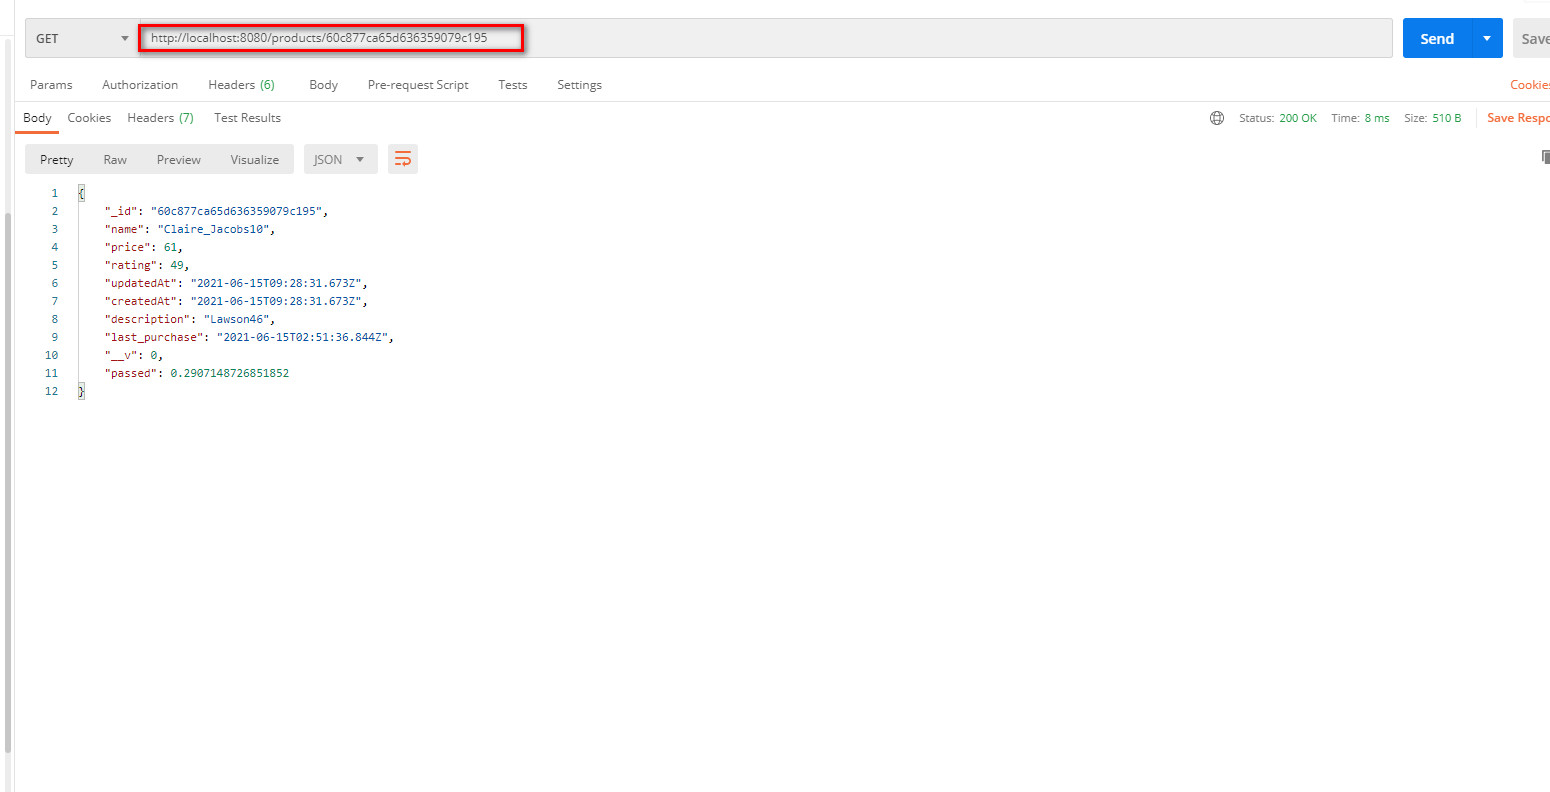 GET http://localhost:8080/products/60c877ca65d636359079c195 Send Save
Params Authorization Headers (6) Body Pre-request Script Tests Settings Cookies
Body Cookies Headers (7) Test Results Status: 200 OK Time: 8 ms Size: 510 B Save Respo
Pretty Raw Preview Visualize JSON
1 {
2 "_id": "60c877ca65d636359079c195",
3 "name": "Claire_Jacobs10",
4 "price": 61,
5 "rating": 49,
6 "updatedAt": "2021-06-15T09:28:31.673Z",
7 "createdAt": "2021-06-15T09:28:31.673Z",
8 "description": "Lawson46",
9 "last_purchase": "2021-06-15T02:51:36.844Z",
10 "__v": 0,
11 "passed": 0.2907148726851852
12 }